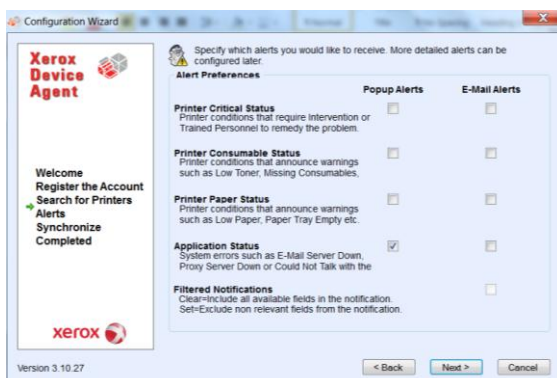 Configuration Wizard
Xerox
Device
Agent
Welcome
Register the Account
Search for Printers
Alerts
Synchronize
Completed
xerox
Version 3.10.27
Specify which alerts you would like to receive. More detailed alerts can be
configured later.
Alert Preferences
Popup Alerts E-Mail Alerts
Printer Critical Status
Printer conditions that require Intervention or
Trained Personnel to remedy the problem.
Printer Consumable Status
Printer conditions that announce warnings
such as Low Toner, Missing Consumables,
Printer Paper Status
Printer conditions that announce warnings
such as Low Paper, Paper Tray Empty etc.
Application Status
System errors such as E-Mail Server Down,
Proxy Server Down or Could Not Talk with the
Filtered Notifications
Clear=Include all available fields in the notification.
Set=Exclude non relevant fields from the notification.
< Back Next > Cancel